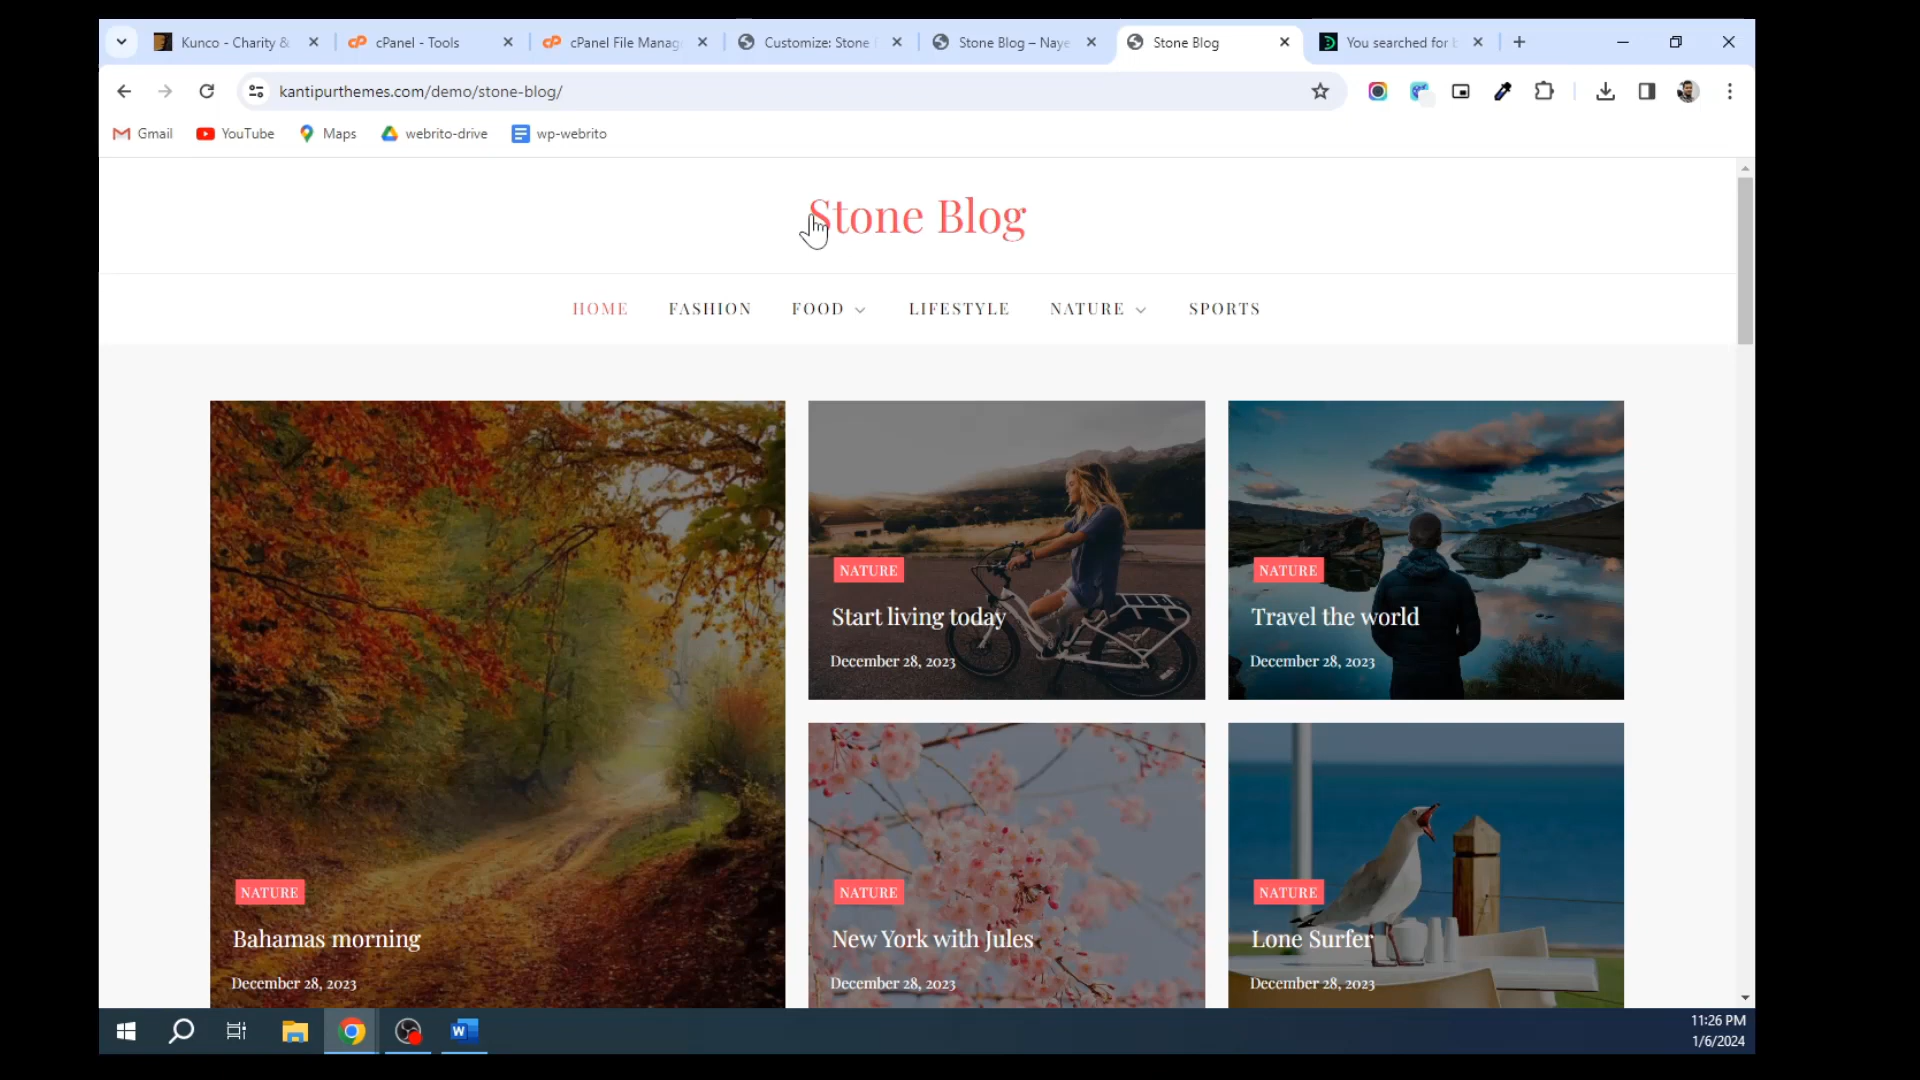 Kunco - Charity &
cPanel - Tools
cPanel File Manag
Customize: Stone
Stone Blog – Naye
Stone Blog
You searched for b
kantipurthemes.com/demo/stone-blog/
Gmail
YouTube
Maps
webrito-drive
wp-webrito
Stone Blog
HOME
FASHION
FOOD
LIFESTYLE
NATURE
SPORTS
NATURE
Start living today
December 28, 2023
NATURE
Travel the world
December 28, 2023
NATURE
Bahamas morning
December 28, 2023
NATURE
New York with Jules
December 28, 2023
NATURE
Lone Surfer
December 28, 2023
11:26 PM
1/6/2024